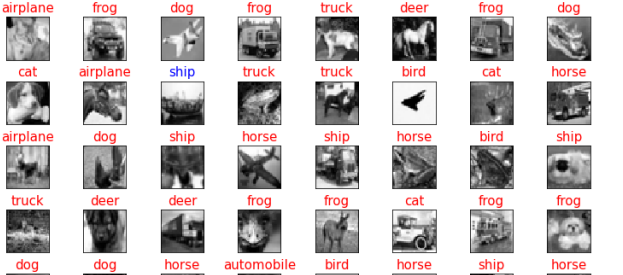 airplane frog dog frog truck deer frog dog
cat airplane ship truck truck bird cat horse
airplane dog ship horse ship horse bird ship
truck deer deer frog frog cat frog frog
dog dog horse automobile bird horse ship horse